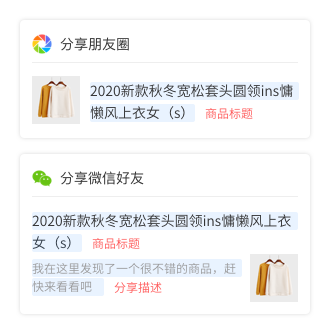 分享朋友圈
2020新款秋冬宽松套头圆领ins慵
懒风上衣女（s） 商品标题
分享微信好友
2020新款秋冬宽松套头圆领ins慵懒风上衣
女（s） 商品标题
我在这里发现了一个很不错的商品，赶
快来看看吧 分享描述